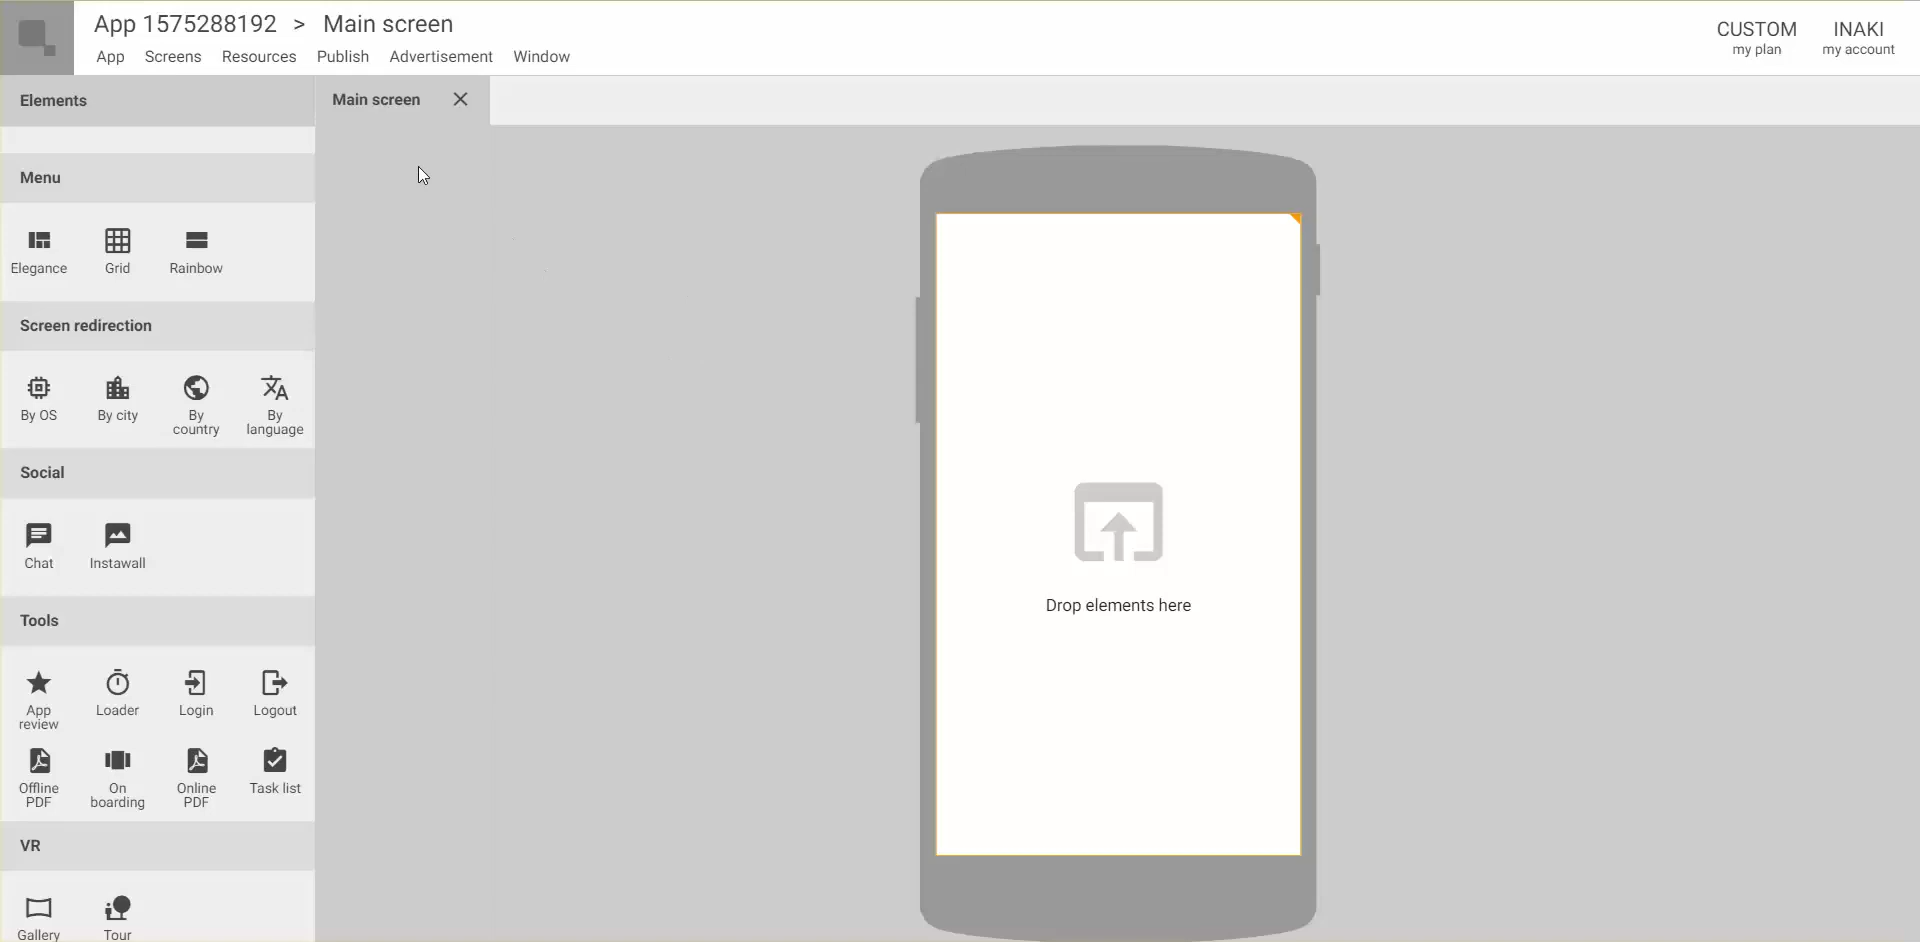 App 1575288192 > Main screen
App Screens Resources Publish Advertisement Window
CUSTOM
my plan
INAKI
my account
Elements
Main screen
Menu
Elegance Grid Rainbow
Screen redirection
By OS By city By country By language
Social
Chat Instawall
Tools
App review Loader Login Logout
Offline PDF On boarding Online PDF Task list
VR
Gallery Tour
Drop elements here